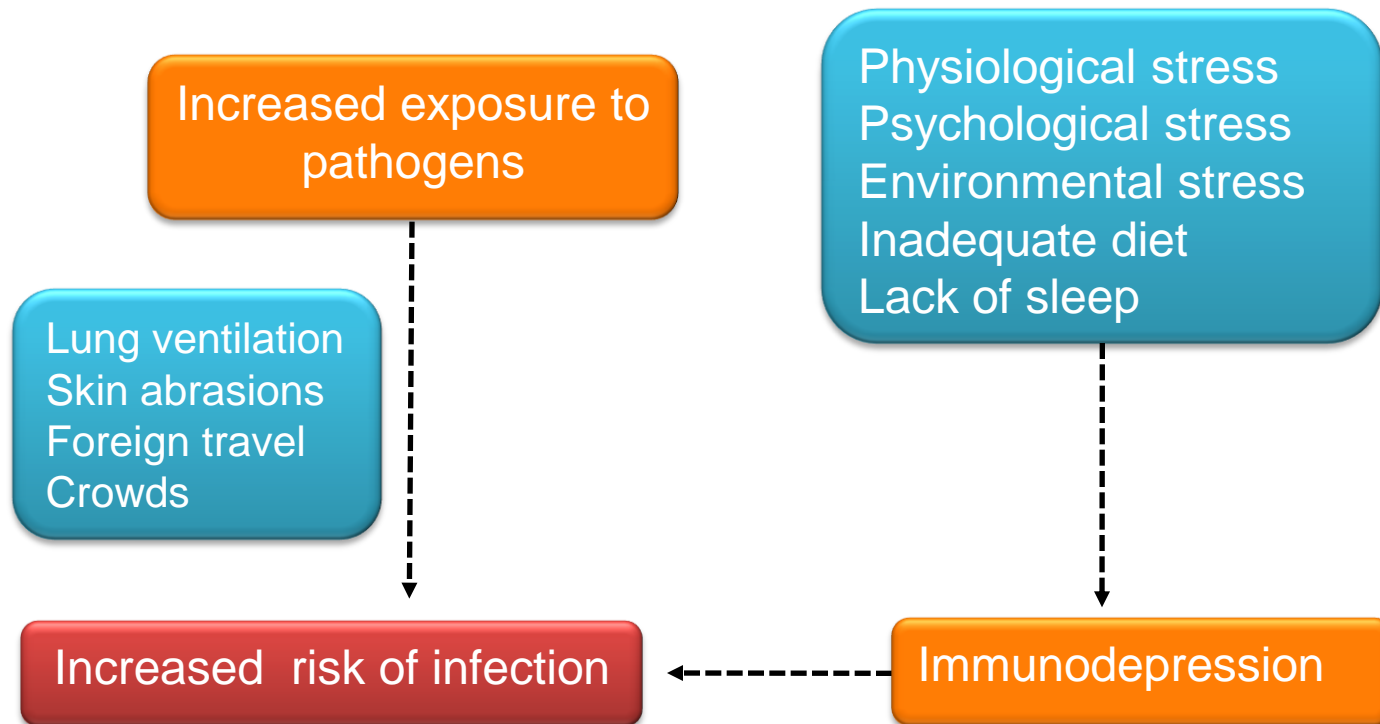 Increased exposure to
pathogens
Physiological stress
Psychological stress
Environmental stress
Inadequate diet
Lack of sleep
Lung ventilation
Skin abrasions
Foreign travel
Crowds
Increased  risk of infection
Immunodepression